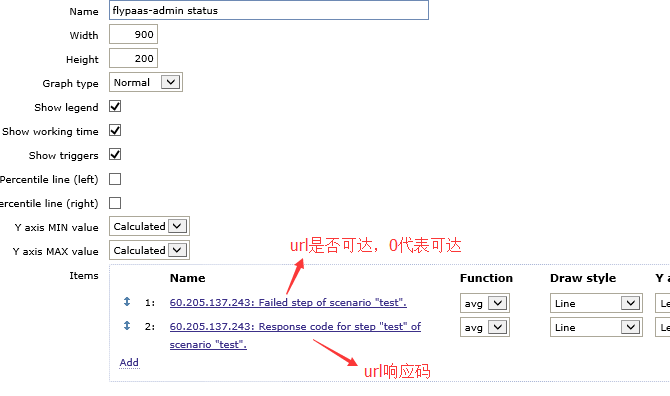 Name flypaas-admin status
Width 900
Height 200
Graph type Normal
Show legend
Show working time
Show triggers
Percentile line (left)
ercentile line (right)
Y axis MIN value Calculated
Y axis MAX value Calculated
url是否可达，0代表可达
Items
Name Function Draw style Y a
1: 60.205.137.243: Failed step of scenario "test". avg Line Le
2: 60.205.137.243: Response code for step "test" of avg Line Le
scenario "test".
Add
url响应码